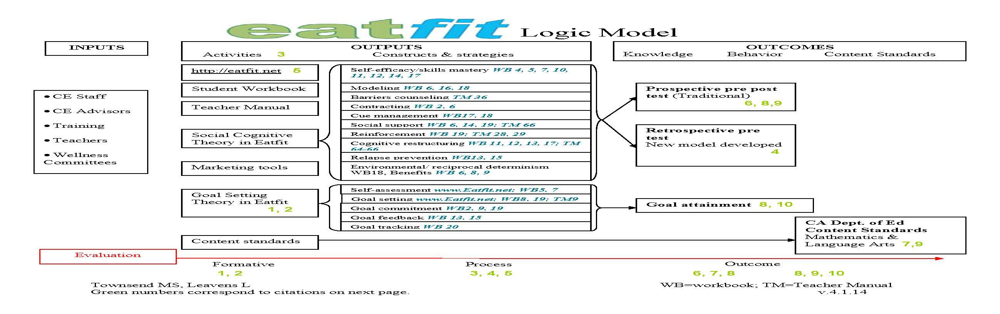 eatfit Logic Model
INPUTS
• CE Staff
• CE Advisors
• Training
• Teachers
• Wellness
Committees
OUTPUTS
Activities 3 Constructs & strategies
http://eatfit.net 5
Student Workbook
Teacher Manual
Social Cognitive
Theory in Eatfit
Marketing tools
Goal Setting
Theory in Eatfit
1, 2
Content standards
Self-efficacy/skills mastery WB 4, 5, 7, 10,
11, 12, 14, 17
Modeling WB 6, 16, 18
Barriers counseling TM 36
Contracting WB 2, 6
Cue management WB17, 18
Social support WB 6, 14, 19; TM 66
Reinforcement WB 19; TM 28, 29
Cognitive restructuring WB 11, 12, 13, 17; TM
64-66
Relapse prevention WB13, 15
Environmental/ reciprocal determinism
WB18, Benefits WB 6, 8, 9
Self-assessment www.Eatfit.net; WB5, 7
Goal setting www.Eatfit.net; WB8, 19; TM9
Goal commitment WB2, 9, 19
Goal feedback WB 13, 15
Goal tracking WB 20
OUTCOMES
Knowledge Behavior Content Standards
Prospective pre post
test (Traditional)
6, 8,9
Retrospective pre
test
New model developed
4
Goal attainment 8, 10
CA Dept. of Ed
Content Standards
Mathematics &
Language Arts 7,9
Evaluation
Formative
1, 2
Process
3, 4, 5
Outcome
6, 7, 8 8, 9, 10
Townsend MS, Leavens L
Green numbers correspond to citations on next page.
WB=workbook; TM=Teacher Manual
v.4.1.14